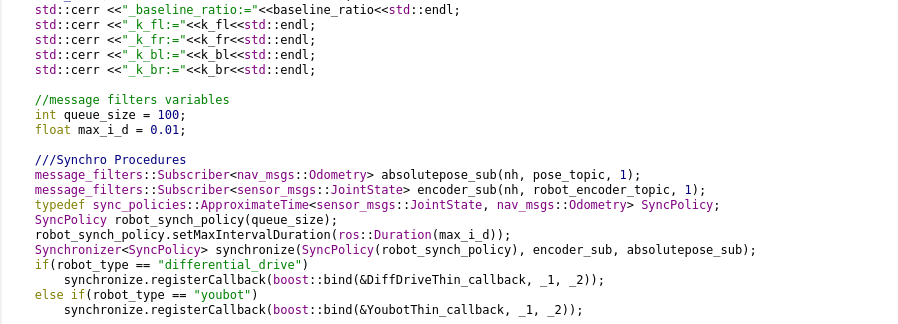 std::cerr <<"_baseline_ratio:="<<baseline_ratio<<std::endl;
std::cerr <<"_k_fl:="<<k_fl<<std::endl;
std::cerr <<"_k_fr:="<<k_fr<<std::endl;
std::cerr <<"_k_bl:="<<k_bl<<std::endl;
std::cerr <<"_k_br:="<<k_br<<std::endl;
//message filters variables
int queue_size = 100;
float max_i_d = 0.01;
///Synchro Procedures
message_filters::Subscriber<nav_msgs::Odometry> absolutepose_sub(nh, pose_topic, 1);
message_filters::Subscriber<sensor_msgs::JointState> encoder_sub(nh, robot_encoder_topic, 1);
typedef sync_policies::ApproximateTime<sensor_msgs::JointState, nav_msgs::Odometry> SyncPolicy;
SyncPolicy robot_synch_policy(queue_size);
robot_synch_policy.setMaxIntervalDuration(ros::Duration(max_i_d));
Synchronizer<SyncPolicy> synchronize(SyncPolicy(robot_synch_policy), encoder_sub, absolutepose_sub);
if(robot_type == "differential_drive")
synchronize.registerCallback(boost::bind(&DiffDriveThin_callback, _1, _2));
else if(robot_type == "youbot")
synchronize.registerCallback(boost::bind(&YoubotThin_callback, _1, _2));